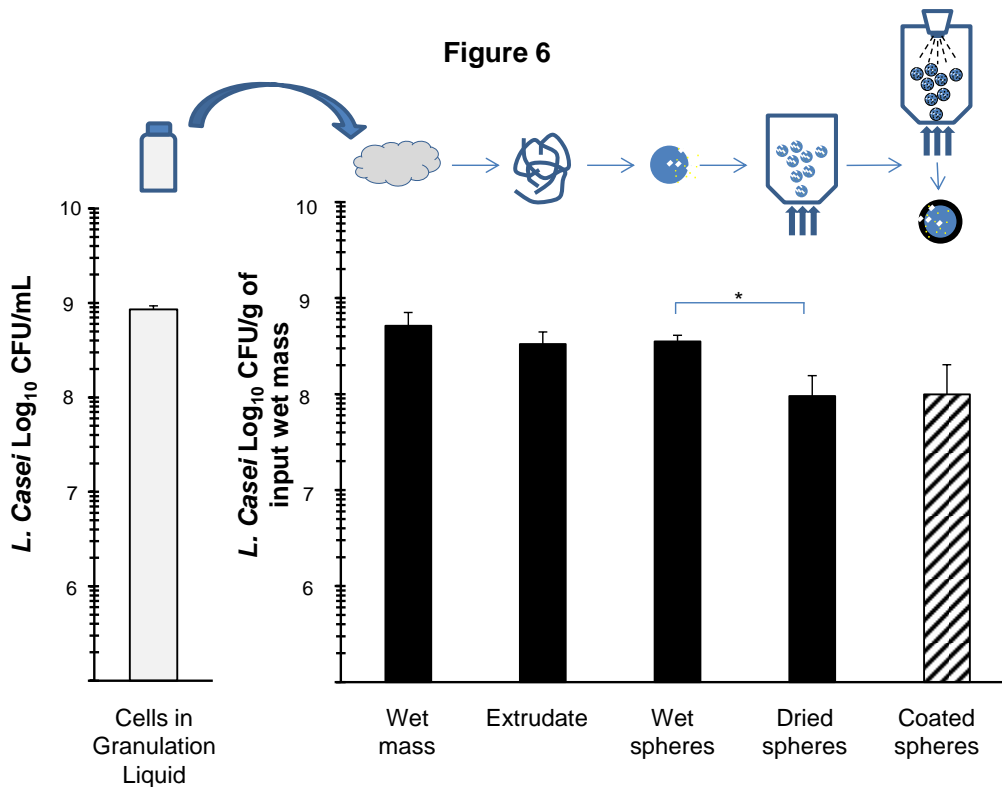 Figure 6
L. Casei Log10 CFU/mL
10
9
8
7
6
Cells in
Granulation
Liquid
L. Casei Log10 CFU/g of
input wet mass
10
9
8
7
6
*
Wet
mass
Extrudate
Wet
spheres
Dried
spheres
Coated
spheres